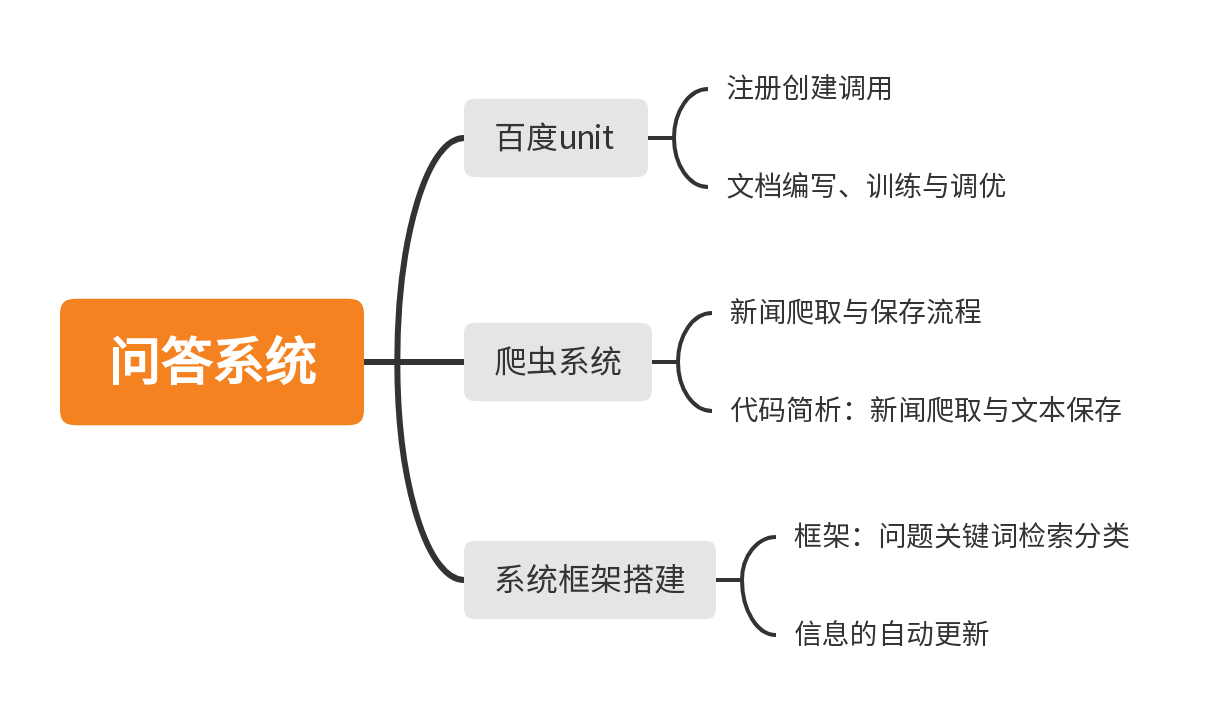 问答系统
百度unit
注册创建调用
文档编写、训练与调优
爬虫系统
新闻爬取与保存流程
代码简析：新闻爬取与文本保存
系统框架搭建
框架：问题关键词检索分类
信息的自动更新